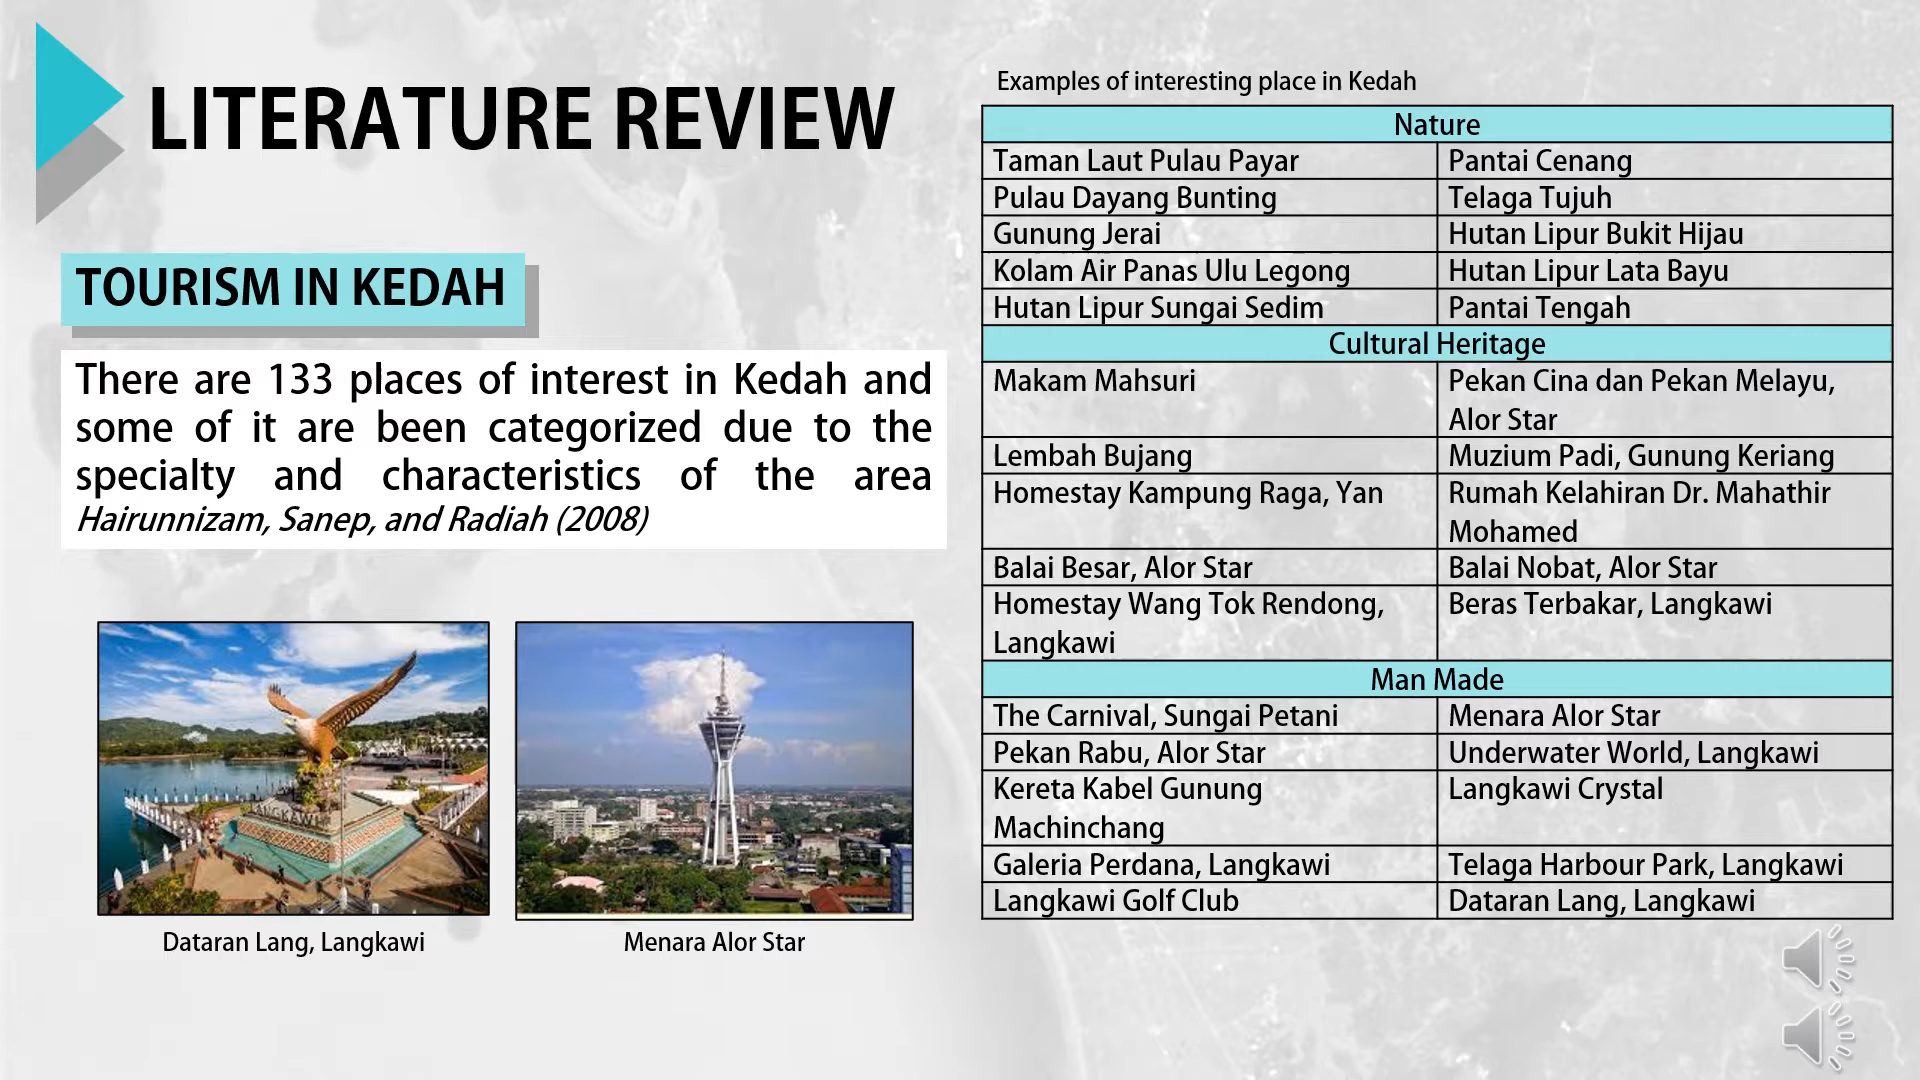 LITERATURE REVIEW
TOURISM IN KEDAH
There are 133 places of interest in Kedah and
some of it are been categorized due to the
specialty and characteristics of the area
Hairunnizam, Sanep, and Radiah (2008)
LANGKAWI
Dataran Lang, Langkawi
Menara Alor Star
Examples of interesting place in Kedah
Nature
Taman Laut Pulau Payar
Pantai Cenang
Pulau Dayang Bunting
Telaga Tujuh
Gunung Jerai
Hutan Lipur Bukit Hijau
Kolam Air Panas Ulu Legong
Hutan Lipur Lata Bayu
Hutan Lipur Sungai Sedim
Pantai Tengah
Cultural Heritage
Makam Mahsuri
Pekan Cina dan Pekan Melayu,
Alor Star
Lembah Bujang
Muzium Padi, Gunung Keriang
Homestay Kampung Raga, Yan
Rumah Kelahiran Dr. Mahathir
Mohamed
Balai Besar, Alor Star
Balai Nobat, Alor Star
Homestay Wang Tok Rendong,
Langkawi
Beras Terbakar, Langkawi
Man Made
The Carnival, Sungai Petani
Menara Alor Star
Pekan Rabu, Alor Star
Underwater World, Langkawi
Kereta Kabel Gunung
Machinchang
Langkawi Crystal
Galeria Perdana, Langkawi
Telaga Harbour Park, Langkawi
Langkawi Golf Club
Dataran Lang, Langkawi